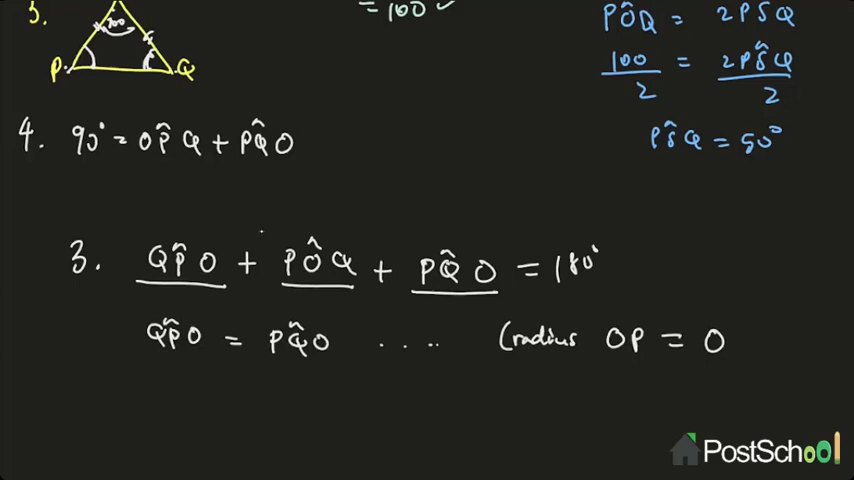 3.
= 100 ✓
100
P Q
PÔQ = 2PŜQ
100/2 = 2PŜQ/2
PŜQ = 50°
4. 90° = OP̂Q + PQ̂O
3. QP̂O + PÔQ + PQ̂O = 180°
QP̂O = PQ̂O .... (radius OP = O
PostSchool